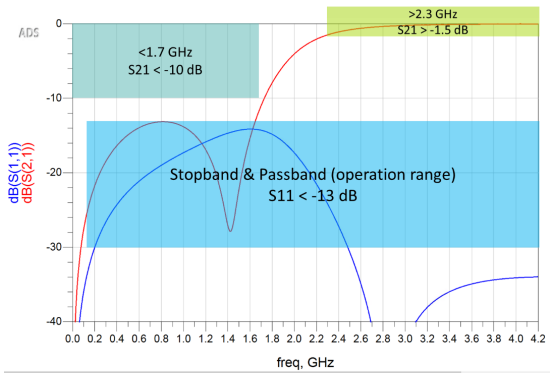 ADS
<1.7 GHz
S21 < -10 dB
>2.3 GHz
S21 > -1.5 dB
Stopband & Passband (operation range)
S11 < -13 dB
dB(S(1,1))
dB(S(2,1))
0
-10
-20
-30
-40
0.0 0.2 0.4 0.6 0.8 1.0 1.2 1.4 1.6 1.8 2.0 2.2 2.4 2.6 2.8 3.0 3.2 3.4 3.6 3.8 4.0 4.2
freq, GHz